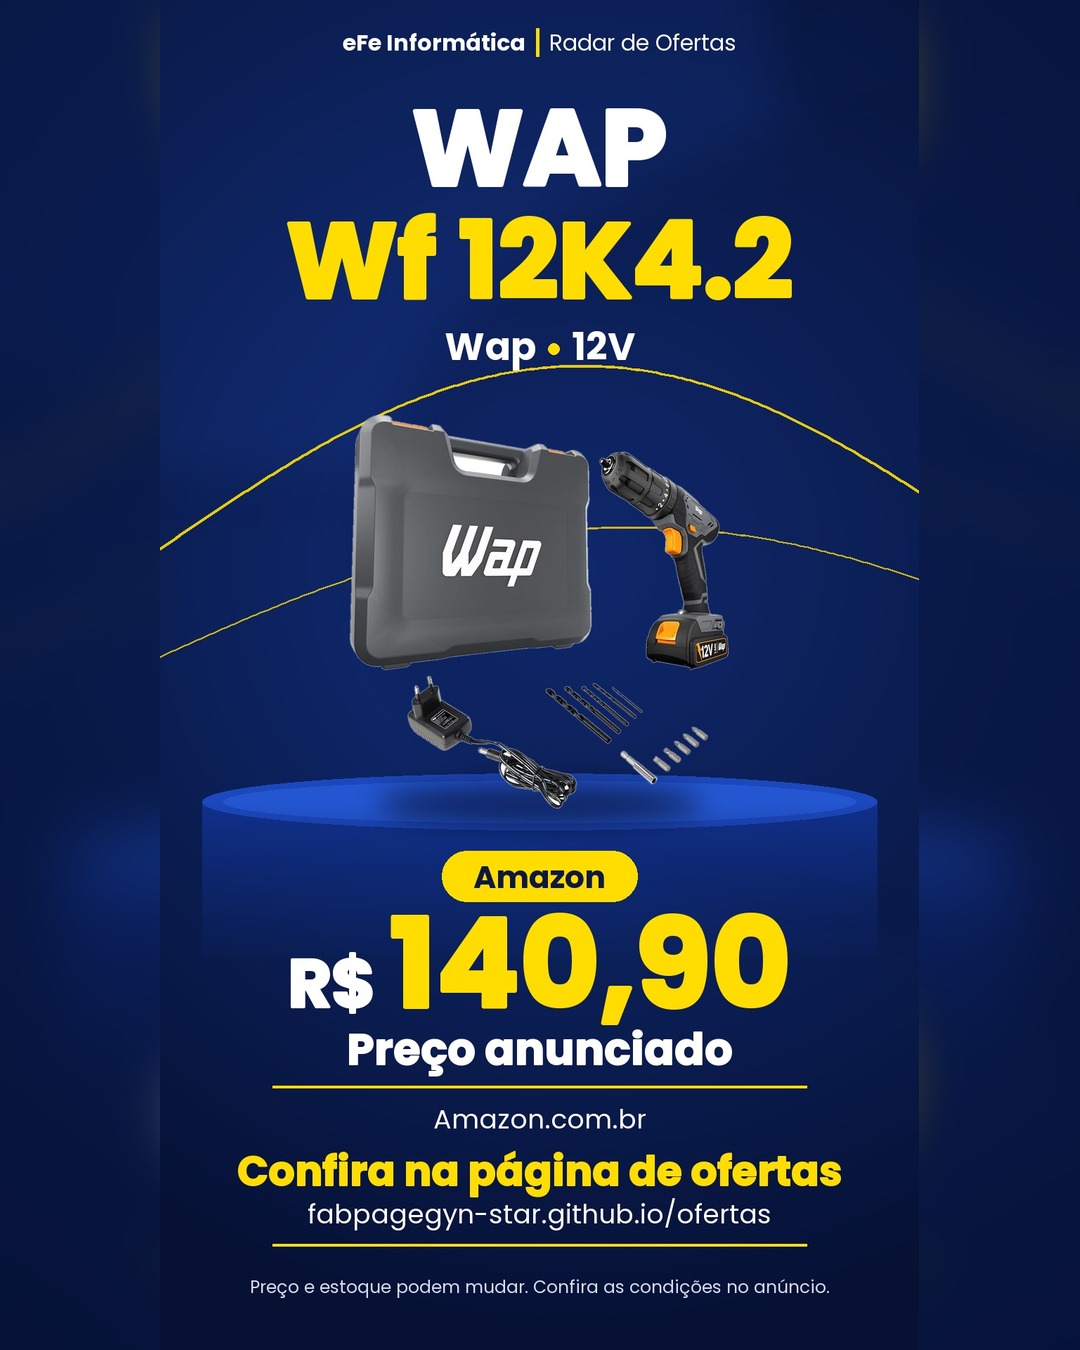 eFe Informática | Radar de Ofertas
WAP
Wf 12K4.2
Wap • 12V
Wap
12V Wap
Amazon
R$ 140,90
Preço anunciado
Amazon.com.br
Confira na página de ofertas
fabpagegyn-star.github.io/ofertas
Preço e estoque podem mudar. Confira as condições no anúncio.